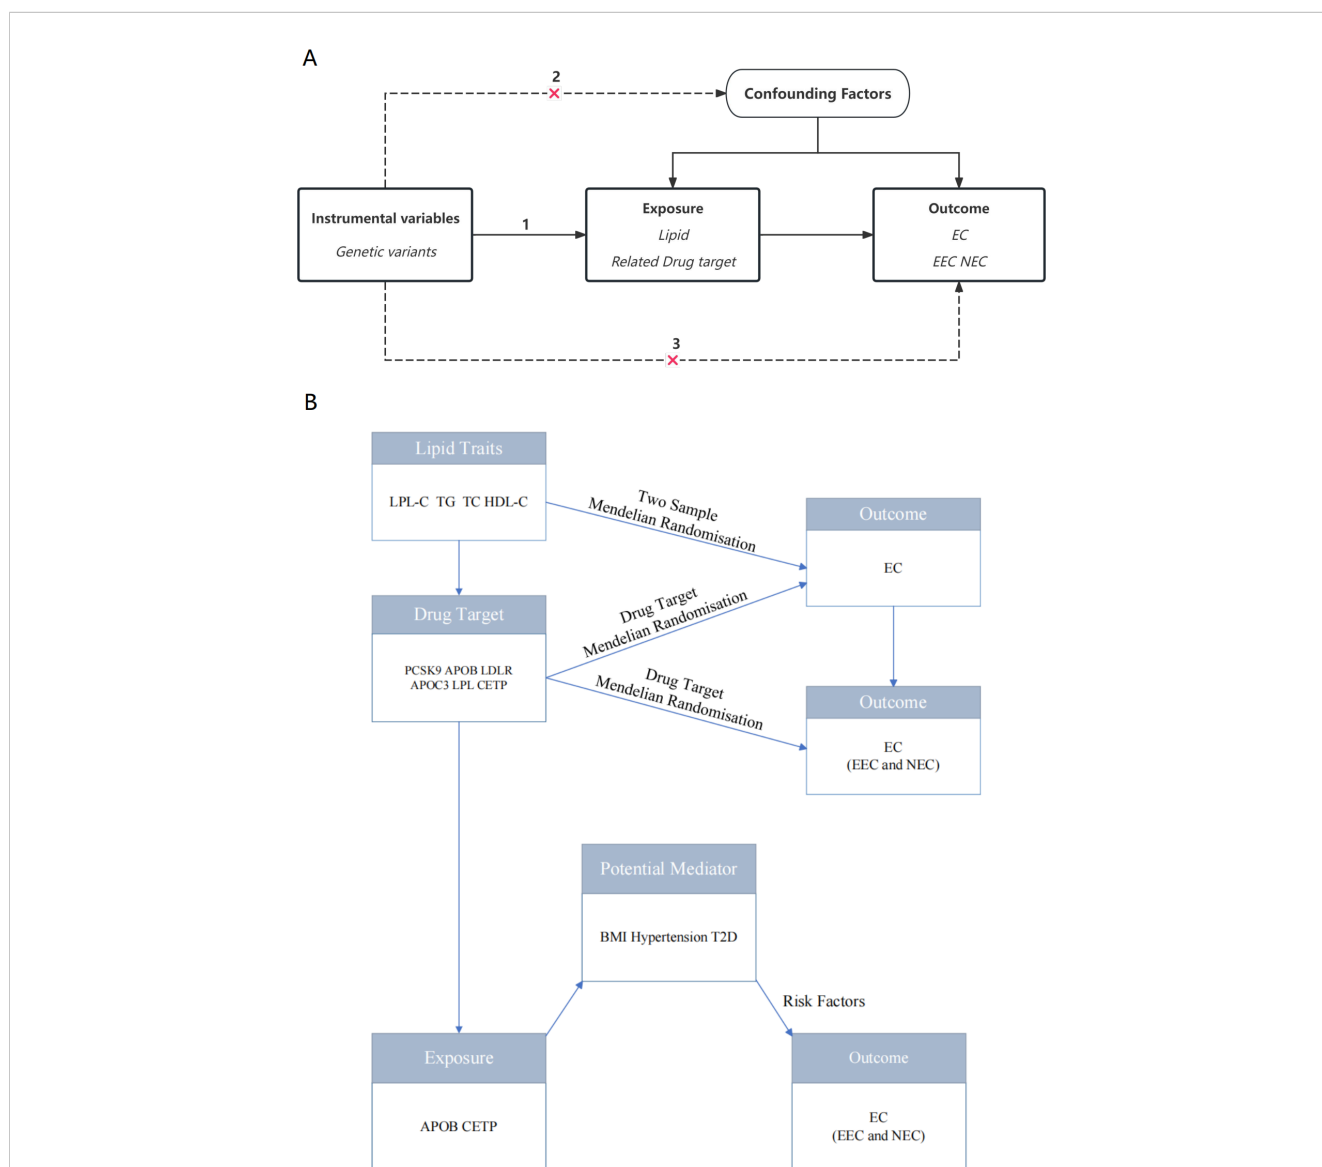 A
2
Confounding Factors
Instrumental variables
Genetic variants
1
Exposure
Lipid
Related Drug target
Outcome
EC
EEC NEC
3
B
Lipid Traits
LPL-C TG TC HDL-C
Two Sample
Mendelian Randomisation
Outcome
EC
Drug Target
PCSK9 APOB LDLR
APOC3 LPL CETP
Drug Target
Mendelian Randomisation
Drug Target
Mendelian Randomisation
Outcome
EC
(EEC and NEC)
Potential Mediator
BMI Hypertension T2D
Risk Factors
Exposure
APOB CETP
Outcome
EC
(EEC and NEC)